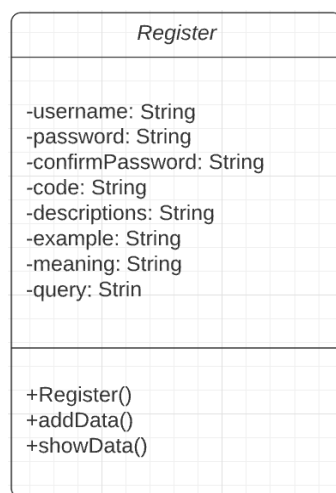 Register
-username: String
-password: String
-confirmPassword: String
-code: String
-descriptions: String
-example: String
-meaning: String
-query: Strin
+Register()
+addData()
+showData()